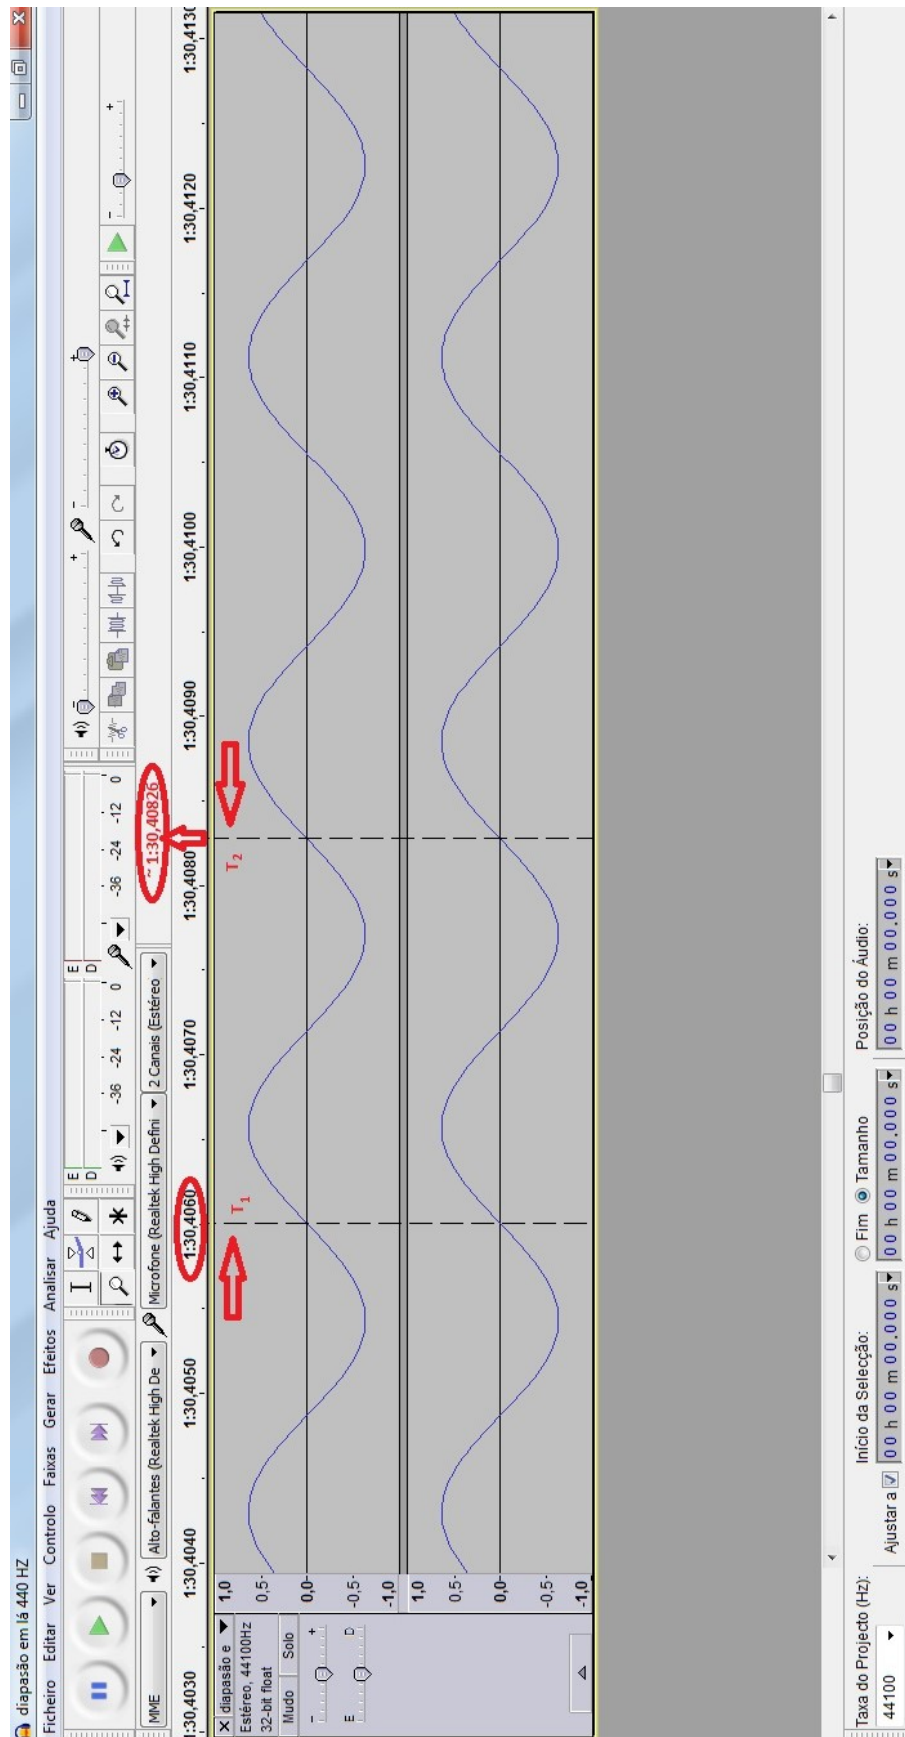 diapasão em lá 440 HZ
Ficheiro Editar Ver Controlo Faixas Gerar Efeitos Analisar Ajuda
E
D
-36 -24 -12 0
E
D
-36 -24 -12 0
- +
- +
- +
MME
Alto-falantes (Realtek High De
Microfone (Realtek High Defini
2 Canais (Estéreo
~ 1:30,40826
1:30,4030 1:30,4040 1:30,4050 1:30,4060 1:30,4070 1:30,4080 1:30,4090 1:30,4100 1:30,4110 1:30,4120 1:30,4130
X diapasão e
Estéreo, 44100Hz
32-bit float
Mudo Solo
- +
E D
1,0
0,5-
0,0-
-0,5-
-1,0
1,0
0,5-
0,0-
-0,5-
-1,0
T1
T2
Taxa do Projecto (Hz):
44100
Ajustar a
Início da Selecção:
00 h 00 m 00,000 s
Fim Tamanho
00 h 00 m 00,000 s
Posição do Áudio:
00 h 00 m 00,000 s